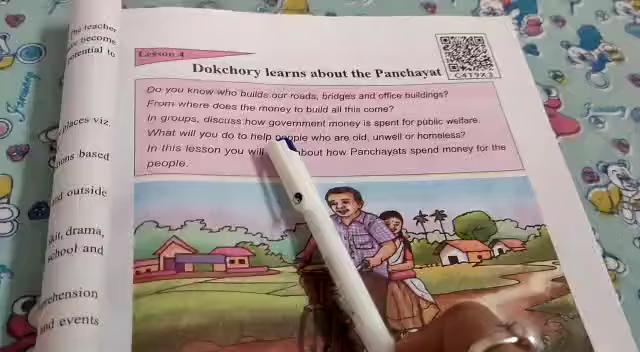 The teacher
become
potential to
places viz.
based
outside
drama,
school and
and events
Lesson 4
Dokchory learns about the Panchayat
C4T9X3
Do you know who builds our roads, bridges and office buildings?
From where does the money to build all this come?
In groups, discuss how government money is spent for public welfare.
What will you do to help people who are old, unwell or homeless?
In this lesson you will about how Panchayats spend money for the
people.